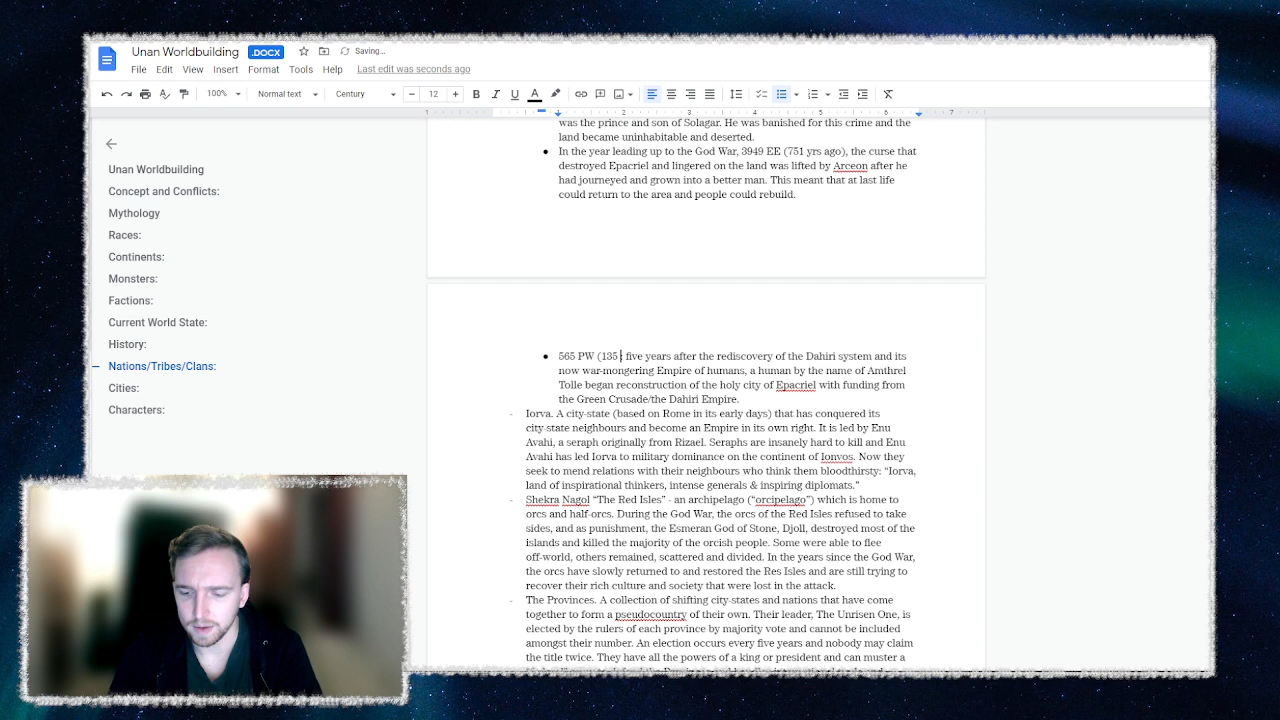 Unan Worldbuilding .DOCX Saving...
File Edit View Insert Format Tools Help Last edit was seconds ago
100% Normal text Century 12
1 2 3 4 5 6 7
Unan Worldbuilding
Concept and Conflicts:
Mythology
Races:
Continents:
Monsters:
Factions:
Current World State:
History:
Nations/Tribes/Clans:
Cities:
Characters:
was the prince and son of Solagar. He was banished for this crime and the
land became uninhabitable and deserted.
● In the year leading up to the God War, 3949 EE (751 yrs ago), the curse that
destroyed Epacriel and lingered on the land was lifted by Arceon after he
had journeyed and grown into a better man. This meant that at last life
could return to the area and people could rebuild.
● 565 PW (135 five years after the rediscovery of the Dahiri system and its
now war-mongering Empire of humans, a human by the name of Amthrel
Tolle began reconstruction of the holy city of Epacriel with funding from
the Green Crusade/the Dahiri Empire.
- Iorva. A city-state (based on Rome in its early days) that has conquered its
city-state neighbours and become an Empire in its own right. It is led by Enu
Avahi, a seraph originally from Rizael. Seraphs are insanely hard to kill and Enu
Avahi has led Iorva to military dominance on the continent of Ionvos. Now they
seek to mend relations with their neighbours who think them bloodthirsty: “Iorva,
land of inspirational thinkers, intense generals & inspiring diplomats.”
- Shekra Nagol “The Red Isles” - an archipelago (“orcipelago”) which is home to
orcs and half-orcs. During the God War, the orcs of the Red Isles refused to take
sides, and as punishment, the Esmeran God of Stone, Djoll, destroyed most of the
islands and killed the majority of the orcish people. Some were able to flee
off-world, others remained, scattered and divided. In the years since the God War,
the orcs have slowly returned to and restored the Res Isles and are still trying to
recover their rich culture and society that were lost in the attack.
- The Provinces. A collection of shifting city-states and nations that have come
together to form a pseudocountry of their own. Their leader, The Unrisen One, is
elected by the rulers of each province by majority vote and cannot be included
amongst their number. An election occurs every five years and nobody may claim
the title twice. They have all the powers of a king or president and can muster a